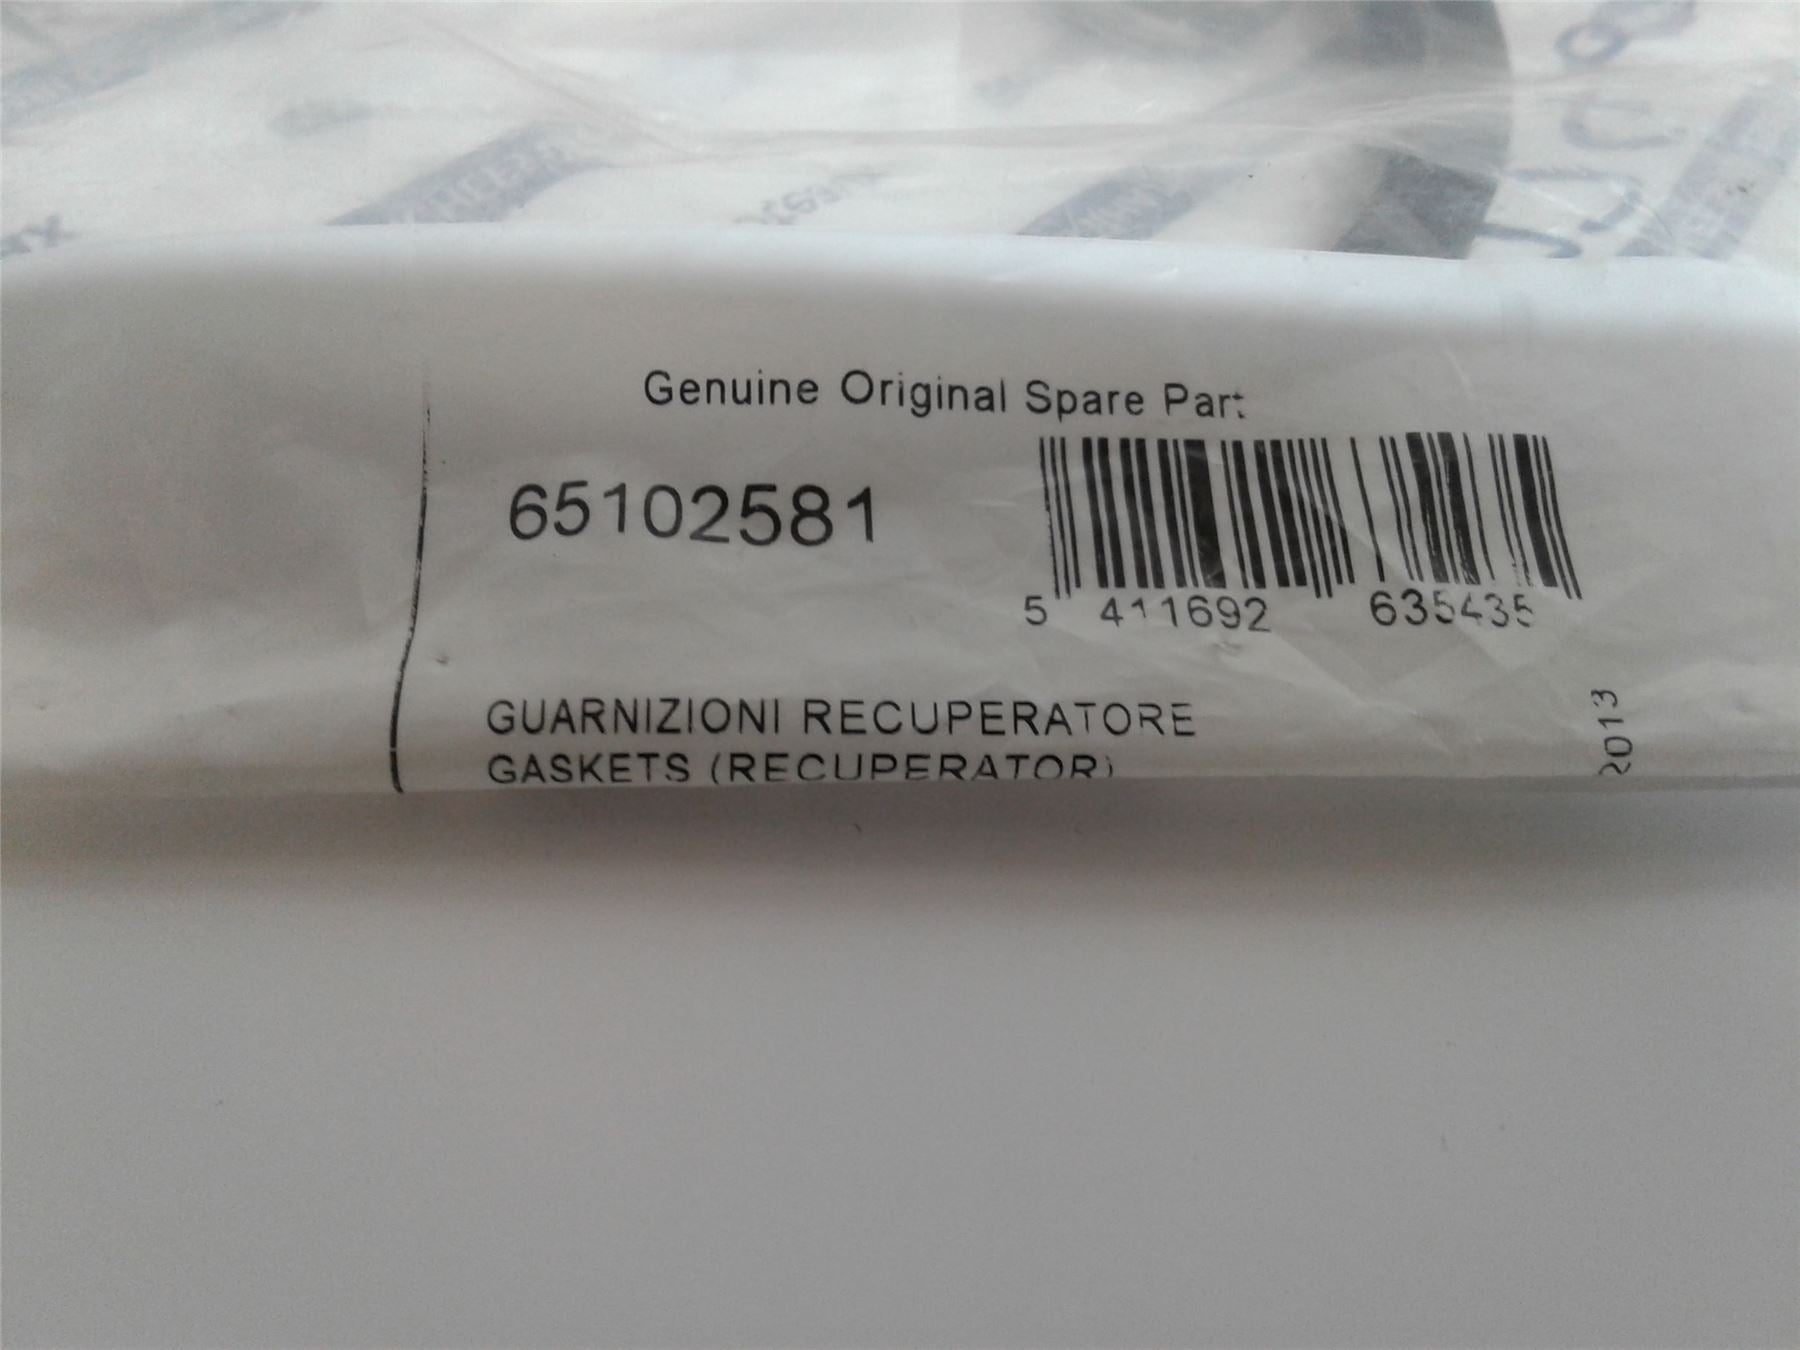 Genuine Original Spare Part
65102581
5 411692 635435
GUARNIZIONI RECUPERATORE
GASKETS (RECUPERATOR)
2013